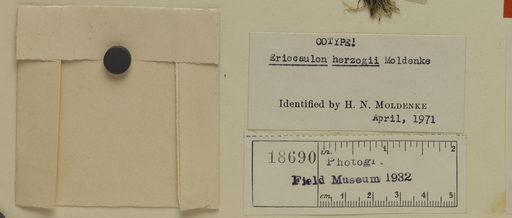 COTYPE!
Eriocaulon herzogii Moldenke
Identified by H. N. MOLDENKE
April, 1971
18690
in. 1 2
Photogr.
Field Museum 1932
cm. 1 2 3 4 5